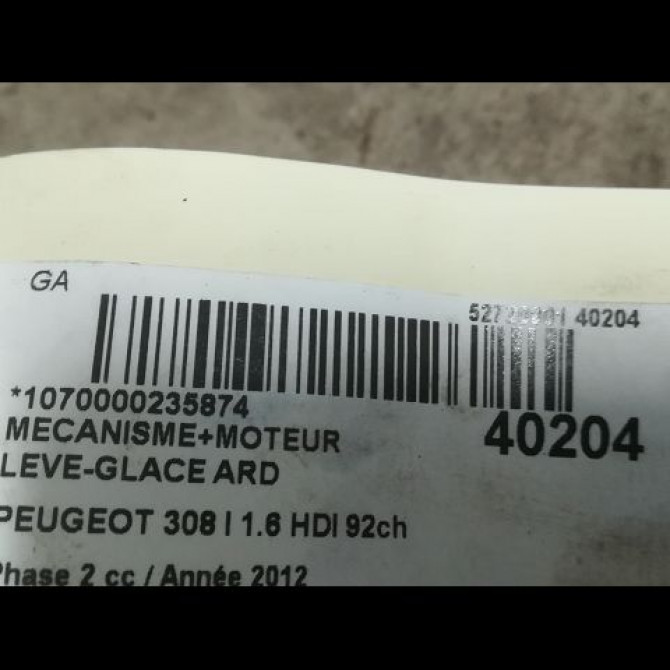 GA
40204
*1070000235874
40204
MECANISME+MOTEUR
LEVE-GLACE ARD
PEUGEOT 308 I 1.6 HDI 92ch
Phase 2 cc / Année 2012